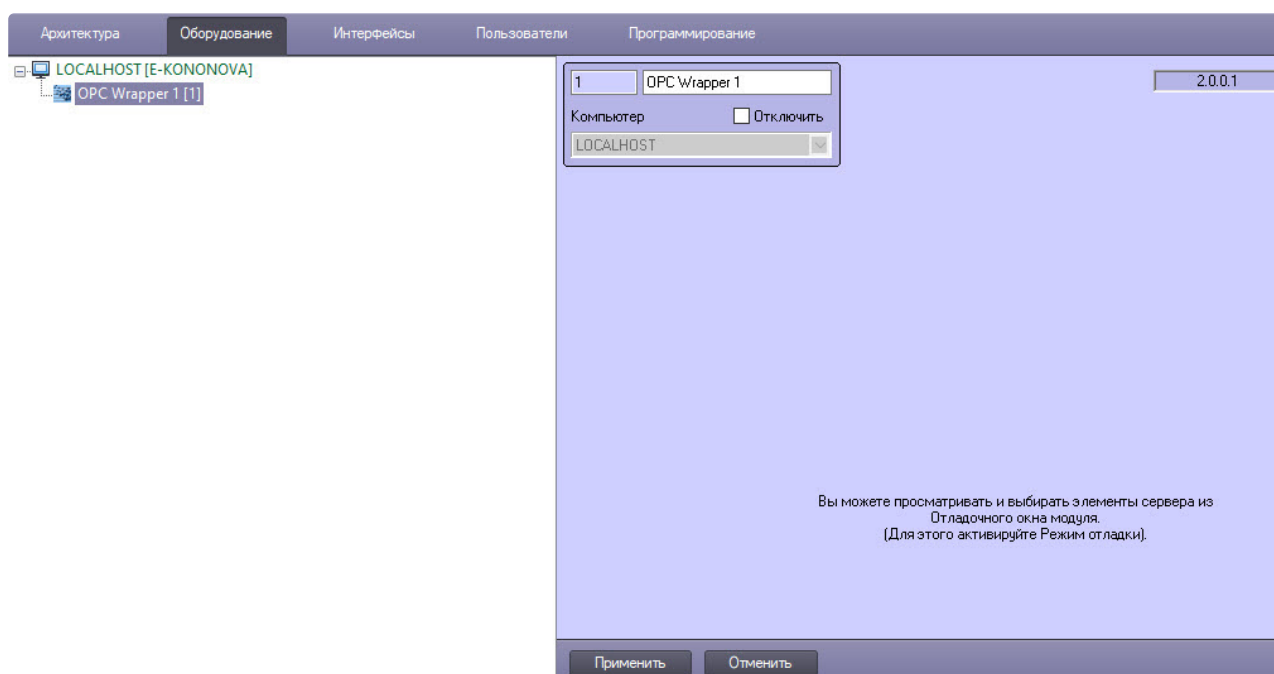 Архитектура Оборудование Интерфейсы Пользователи Программирование
LOCALHOST [E-KONONOVA]
OPC Wrapper 1 [1]
1 OPC Wrapper 1
2.0.0.1
Компьютер Отключить
LOCALHOST
Вы можете просматривать и выбирать элементы сервера из
Отладочного окна модуля.
(Для этого активируйте Режим отладки).
Применить Отменить